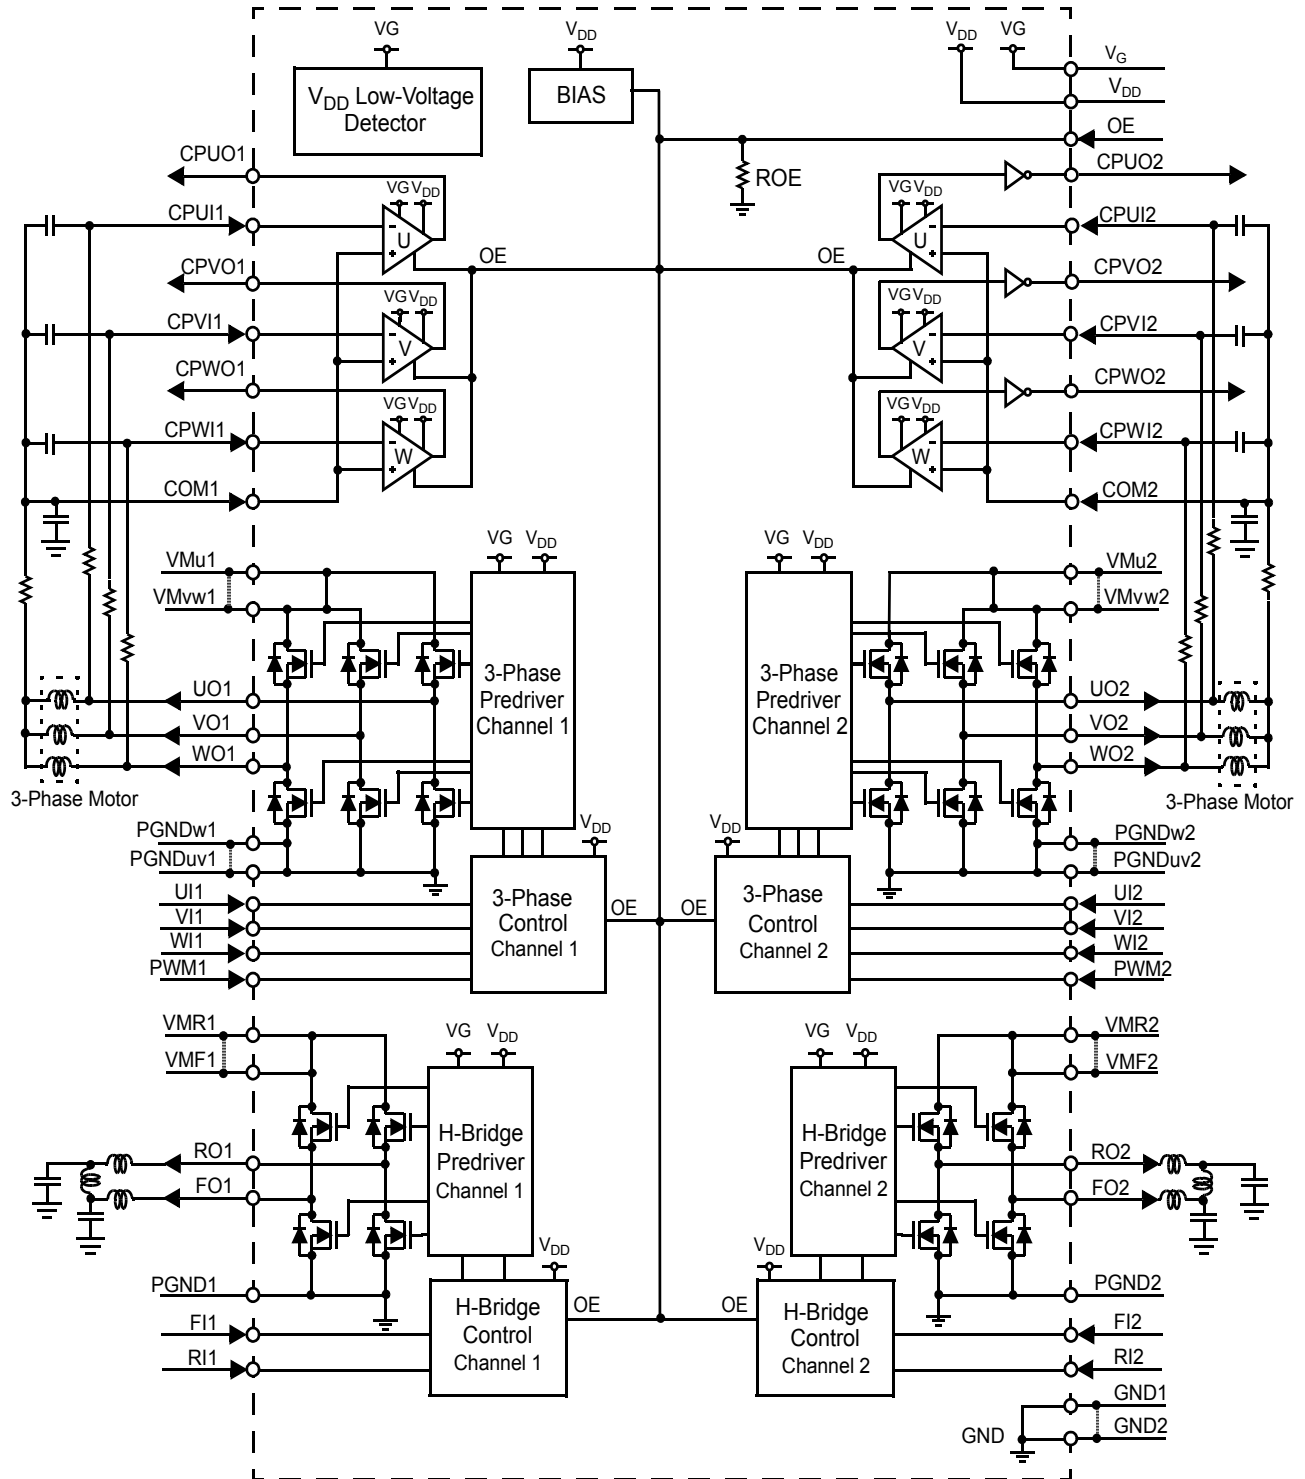 VG
VDD
VDD
VG
VG
VDD
VDD Low-Voltage
Detector
BIAS
OE
ROE
CPUO1
CPUO2
VG VDD
VG VDD
CPUI1
CPUI2
-
U
+
-
U
+
OE
OE
CPVO1
CPVO2
VG VDD
VG VDD
CPVI1
CPVI2
-
V
+
-
V
+
CPWO1
CPWO2
VG VDD
VG VDD
CPWI1
CPWI2
-
W
+
-
W
+
COM1
COM2
VG
VDD
VG
VDD
VMu1
VMu2
VMvw1
VMvw2
3-Phase
Predriver
Channel 1
3-Phase
Predriver
Channel 2
UO1
UO2
VO1
VO2
WO1
WO2
3-Phase Motor
3-Phase Motor
VDD
VDD
PGNDw1
PGNDw2
PGNDuv1
PGNDuv2
3-Phase
Control
Channel 1
3-Phase
Control
Channel 2
OE
OE
UI1
UI2
VI1
VI2
WI1
WI2
PWM1
PWM2
VMR1
VMR2
VG
VDD
VG
VDD
VMF1
VMF2
H-Bridge
Predriver
Channel 1
H-Bridge
Predriver
Channel 2
RO1
RO2
FO1
FO2
VDD
VDD
PGND1
PGND2
H-Bridge
Control
Channel 1
H-Bridge
Control
Channel 2
OE
OE
FI1
FI2
RI1
RI2
GND1
GND
GND2